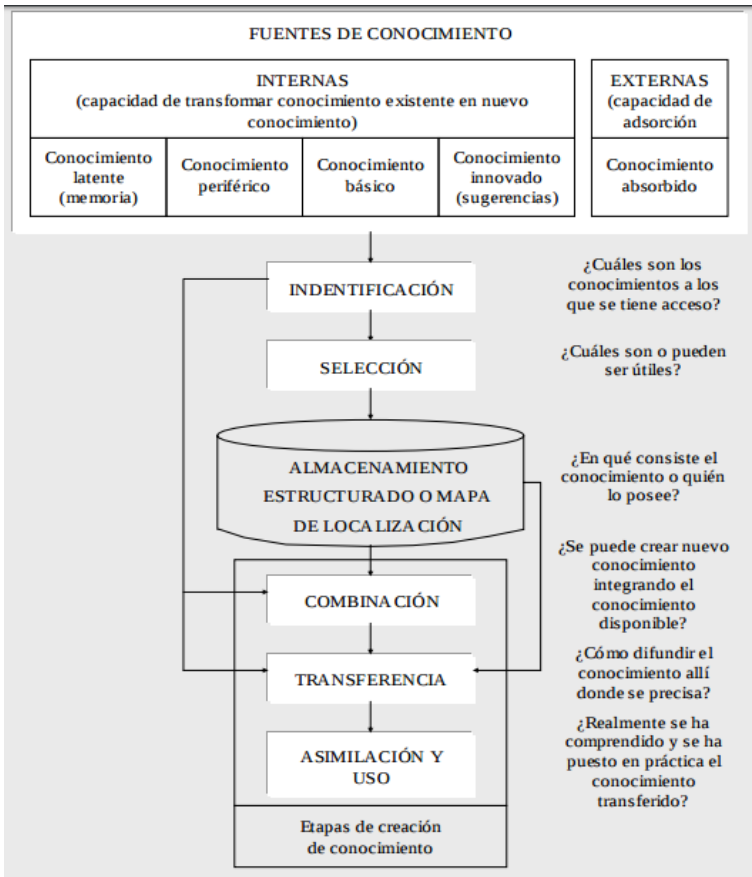 FUENTES DE CONOCIMIENTO
INTERNAS
(capacidad de transformar conocimiento existente en nuevo
conocimiento)
EXTERNAS
(capacidad de
adsorción
Conocimiento
latente
(memoria)
Conocimiento
periférico
Conocimiento
básico
Conocimiento
innovado
(sugerencias)
Conocimiento
absorbido
INDENTIFICACIÓN
¿Cuáles son los
conocimientos a los
que se tiene acceso?
SELECCIÓN
¿Cuáles son o pueden
ser útiles?
ALMACENAMIENTO
ESTRUCTURADO O MAPA
DE LOCALIZACIÓN
¿En qué consiste el
conocimiento o quién
lo posee?
COMBINACIÓN
¿Se puede crear nuevo
conocimiento
integrando el
conocimiento
disponible?
TRANSFERENCIA
¿Cómo difundir el
conocimiento allí
donde se precisa?
ASIMILACIÓN Y
USO
¿Realmente se ha
comprendido y se ha
puesto en práctica el
conocimiento
transferido?
Etapas de creación
de conocimiento